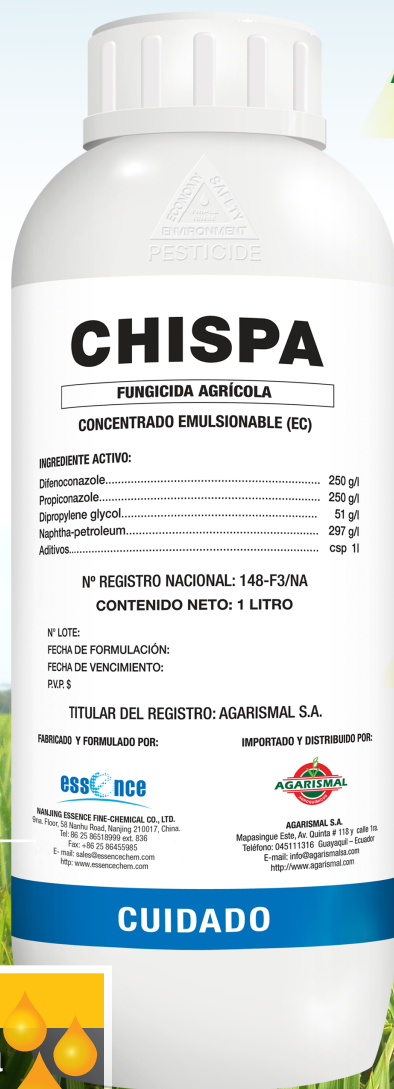 ECONOMY
SAFETY
ENVIRONMENT
PESTICIDE
CHISPA
FUNGICIDA AGRÍCOLA
CONCENTRADO EMULSIONABLE (EC)
INGREDIENTE ACTIVO:
Difenoconazole.......................................................... 250 g/l
Propiconazole............................................................ 250 g/l
Dipropylene glycol...................................................... 51 g/l
Naphtha-petroleum..................................................... 297 g/l
Aditivos...................................................................... csp 1l
Nº REGISTRO NACIONAL: 148-F3/NA
CONTENIDO NETO: 1 LITRO
N° LOTE:
FECHA DE FORMULACIÓN:
FECHA DE VENCIMIENTO:
P.V.P. $
TITULAR DEL REGISTRO: AGARISMAL S.A.
FABRICADO Y FORMULADO POR:
essence
NANJING ESSENCE FINE-CHEMICAL CO., LTD.
9na. Floor, 58 Nanhu Road, Nanjing 210017, China.
Tel: 86 25 86518999 ext. 836
Fax: +86 25 86455985
E- mail: sales@essencechem.com
http: www.essencechem.com
IMPORTADO Y DISTRIBUIDO POR:
AGARISMAL
AGARISMAL S.A.
Mapasingue Este, Av. Quinta # 118 y calle 1ra.
Teléfono: 045111316 Guayaquil – Ecuador
E-mail: info@agarismalsa.com
http://www.agarismal.com
CUIDADO